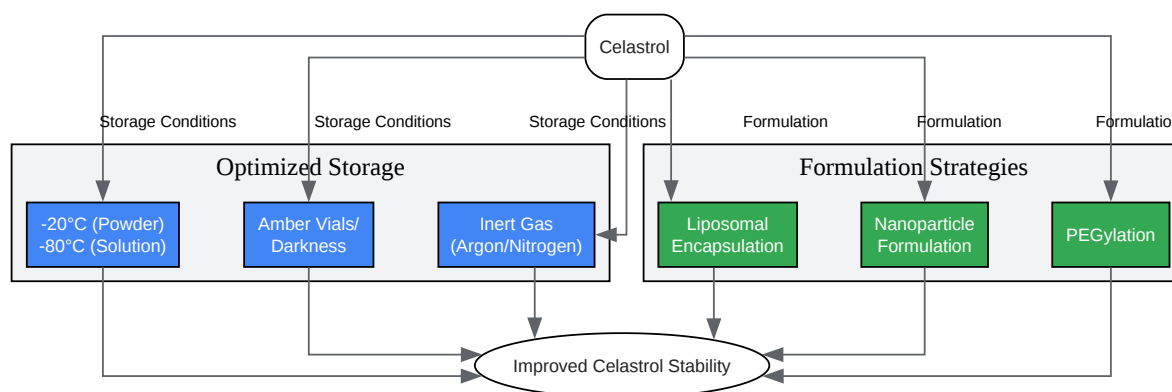 Celastrol
Storage Conditions
Storage Conditions
Storage Conditions
Formulation
Formulation
Formulatio
Optimized Storage
Formulation Strategies
-20°C (Powder)
-80°C (Solution)
Amber Vials/
Darkness
Inert Gas
(Argon/Nitrogen)
Liposomal
Encapsulation
Nanoparticle
Formulation
PEGylation
Improved Celastrol Stability